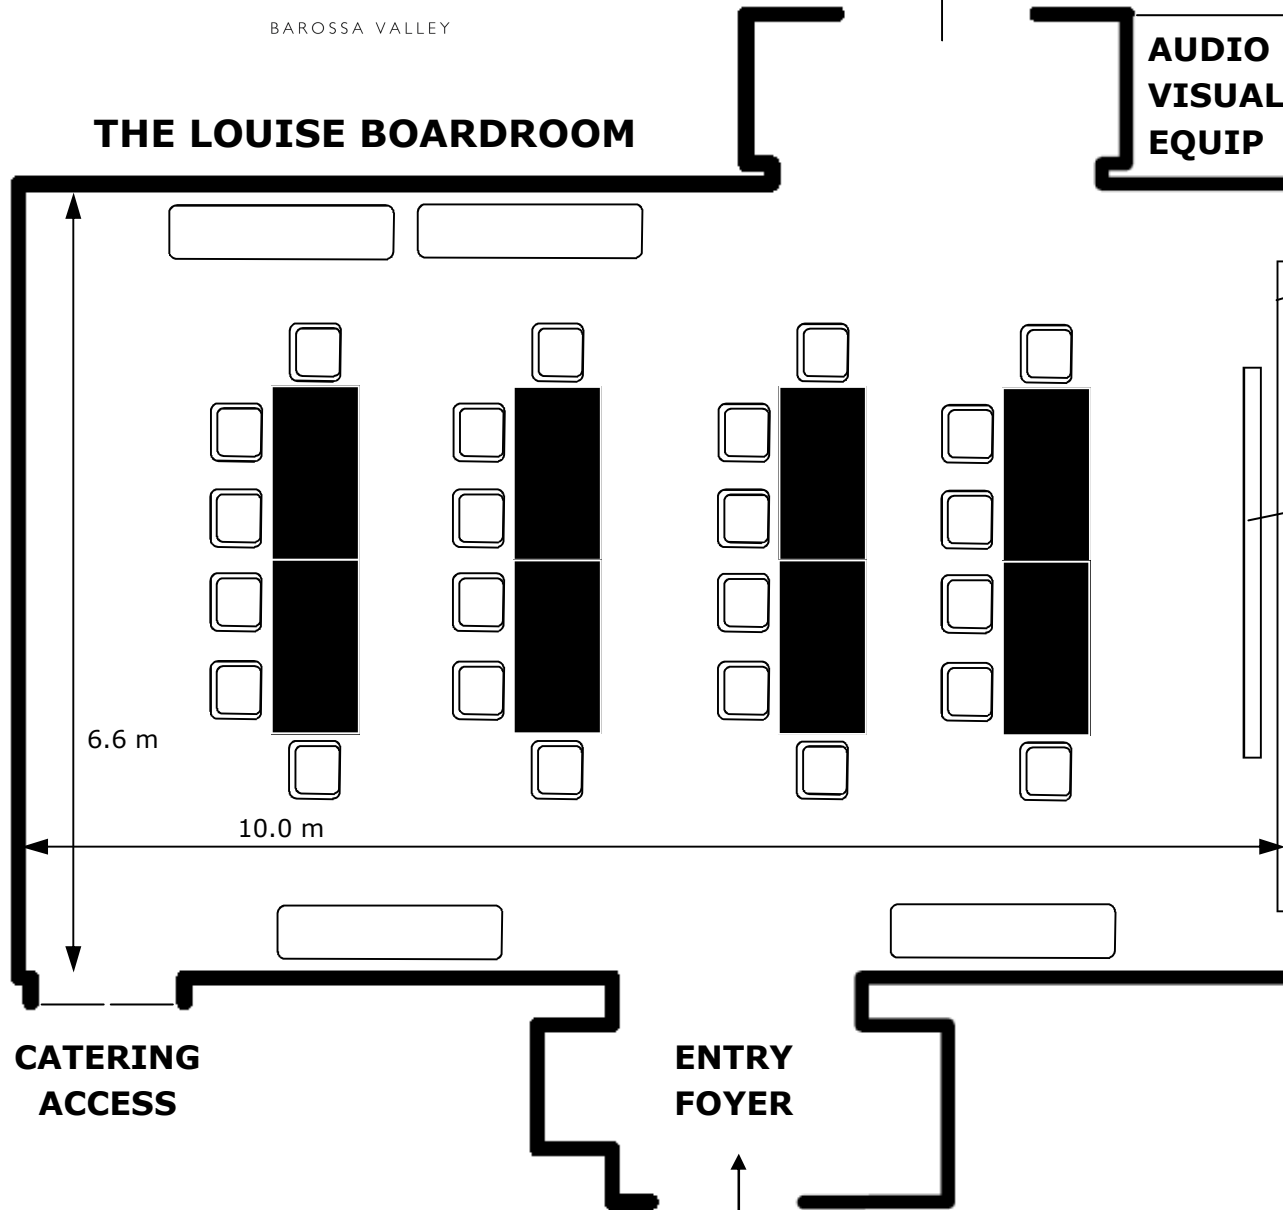 BAROSSA VALLEY
AUDIO
VISUAL
EQUIP
THE LOUISE BOARDROOM
6.6 m
10.0 m
CATERING
ACCESS
ENTRY
FOYER